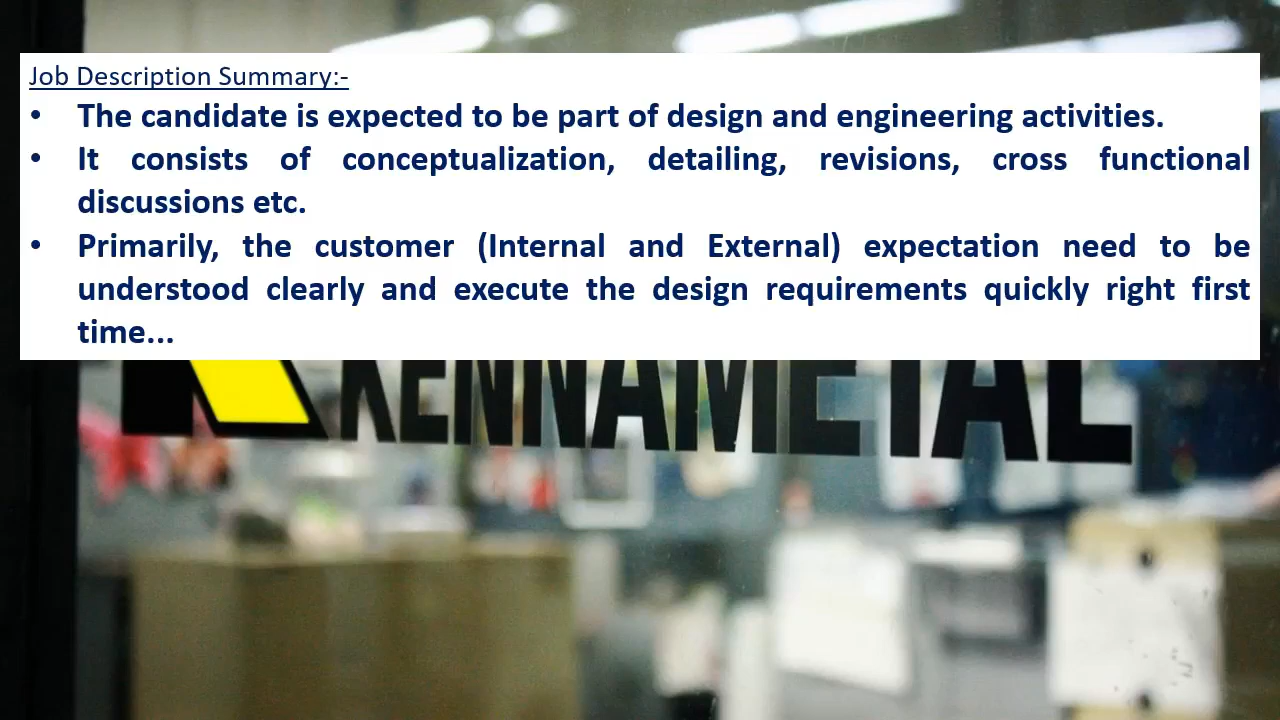 Job Description Summary:-
• The candidate is expected to be part of design and engineering activities.
• It consists of conceptualization, detailing, revisions, cross functional
discussions etc.
• Primarily, the customer (Internal and External) expectation need to be
understood clearly and execute the design requirements quickly right first
time...
KENNAMETAL